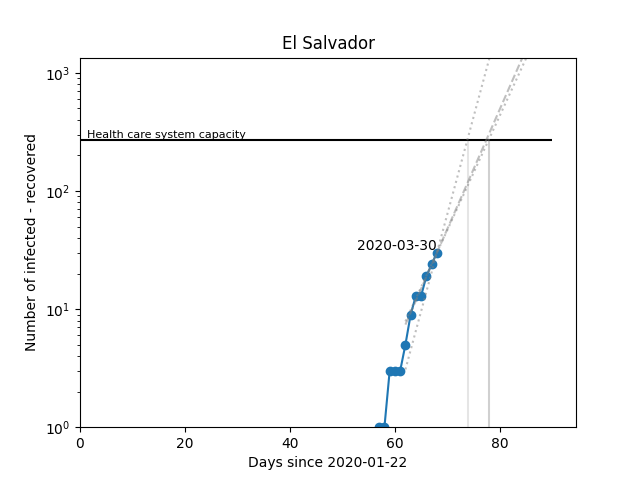 El Salvador
10³
Health care system capacity
10²
2020-03-30
10¹
10⁰
0 20 40 60 80
Number of infected - recovered
Days since 2020-01-22